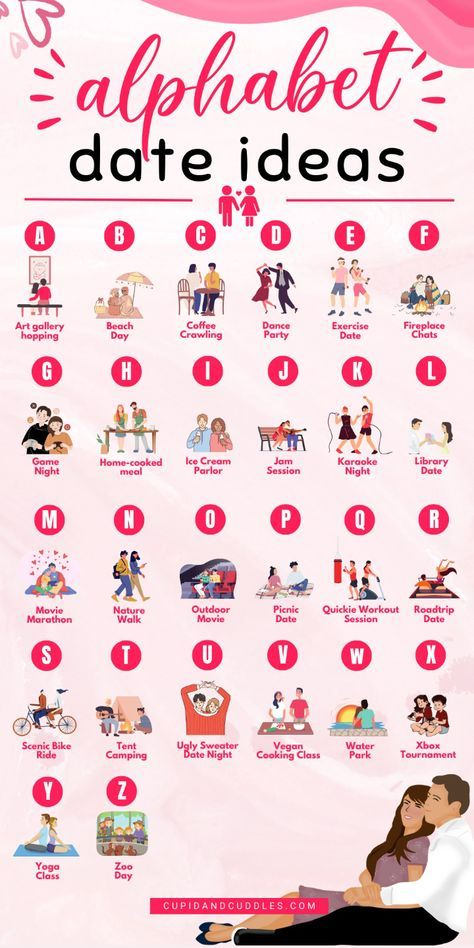 alphabet
date ideas
A B C D E F
Art gallery hopping
Beach Day
Coffee Crawling
Dance Party
Exercise Date
Fireplace Chats
G H I J K L
Game Night
Home-cooked meal
Ice Cream Parlor
Jam Session
Karaoke Night
Library Date
M N O P Q R
Movie Marathon
Nature Walk
Outdoor Movie
Picnic Date
Quickie Workout Session
Roadtrip Date
S T U V W X
Scenic Bike Ride
Tent Camping
Ugly Sweater Date Night
Vegan Cooking Class
Water Park
Xbox Tournament
Y Z
Yoga Class
Zoo Day
CUPIDANDCUDDLES.COM